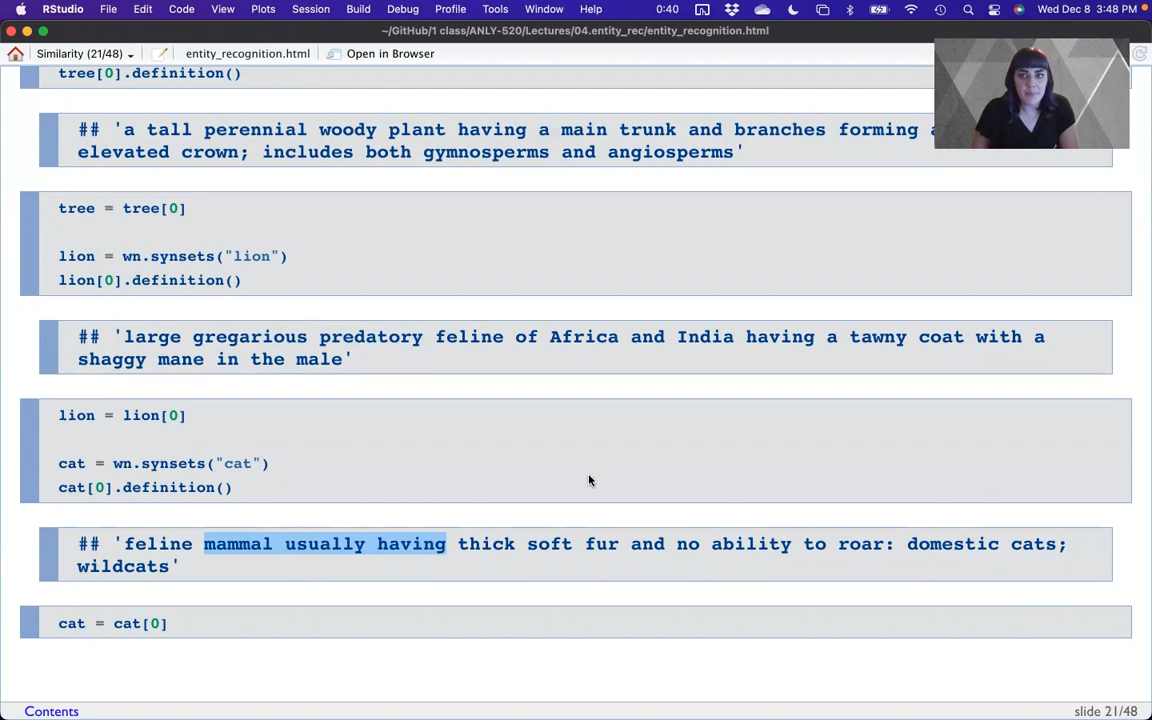 RStudio File Edit Code View Plots Session Build Debug Profile Tools Window Help 0:40 Wed Dec 8 3:48 PM
~/GitHub/1 class/ANLY-520/Lectures/04.entity_rec/entity_recognition.html
Similarity (21/48) entity_recognition.html Open in Browser
tree[0].definition()
## 'a tall perennial woody plant having a main trunk and branches forming
elevated crown; includes both gymnosperms and angiosperms'
tree = tree[0]
lion = wn.synsets("lion")
lion[0].definition()
## 'large gregarious predatory feline of Africa and India having a tawny coat with a
shaggy mane in the male'
lion = lion[0]
cat = wn.synsets("cat")
cat[0].definition()
## 'feline mammal usually having thick soft fur and no ability to roar: domestic cats;
wildcats'
cat = cat[0]
Contents slide 21/48